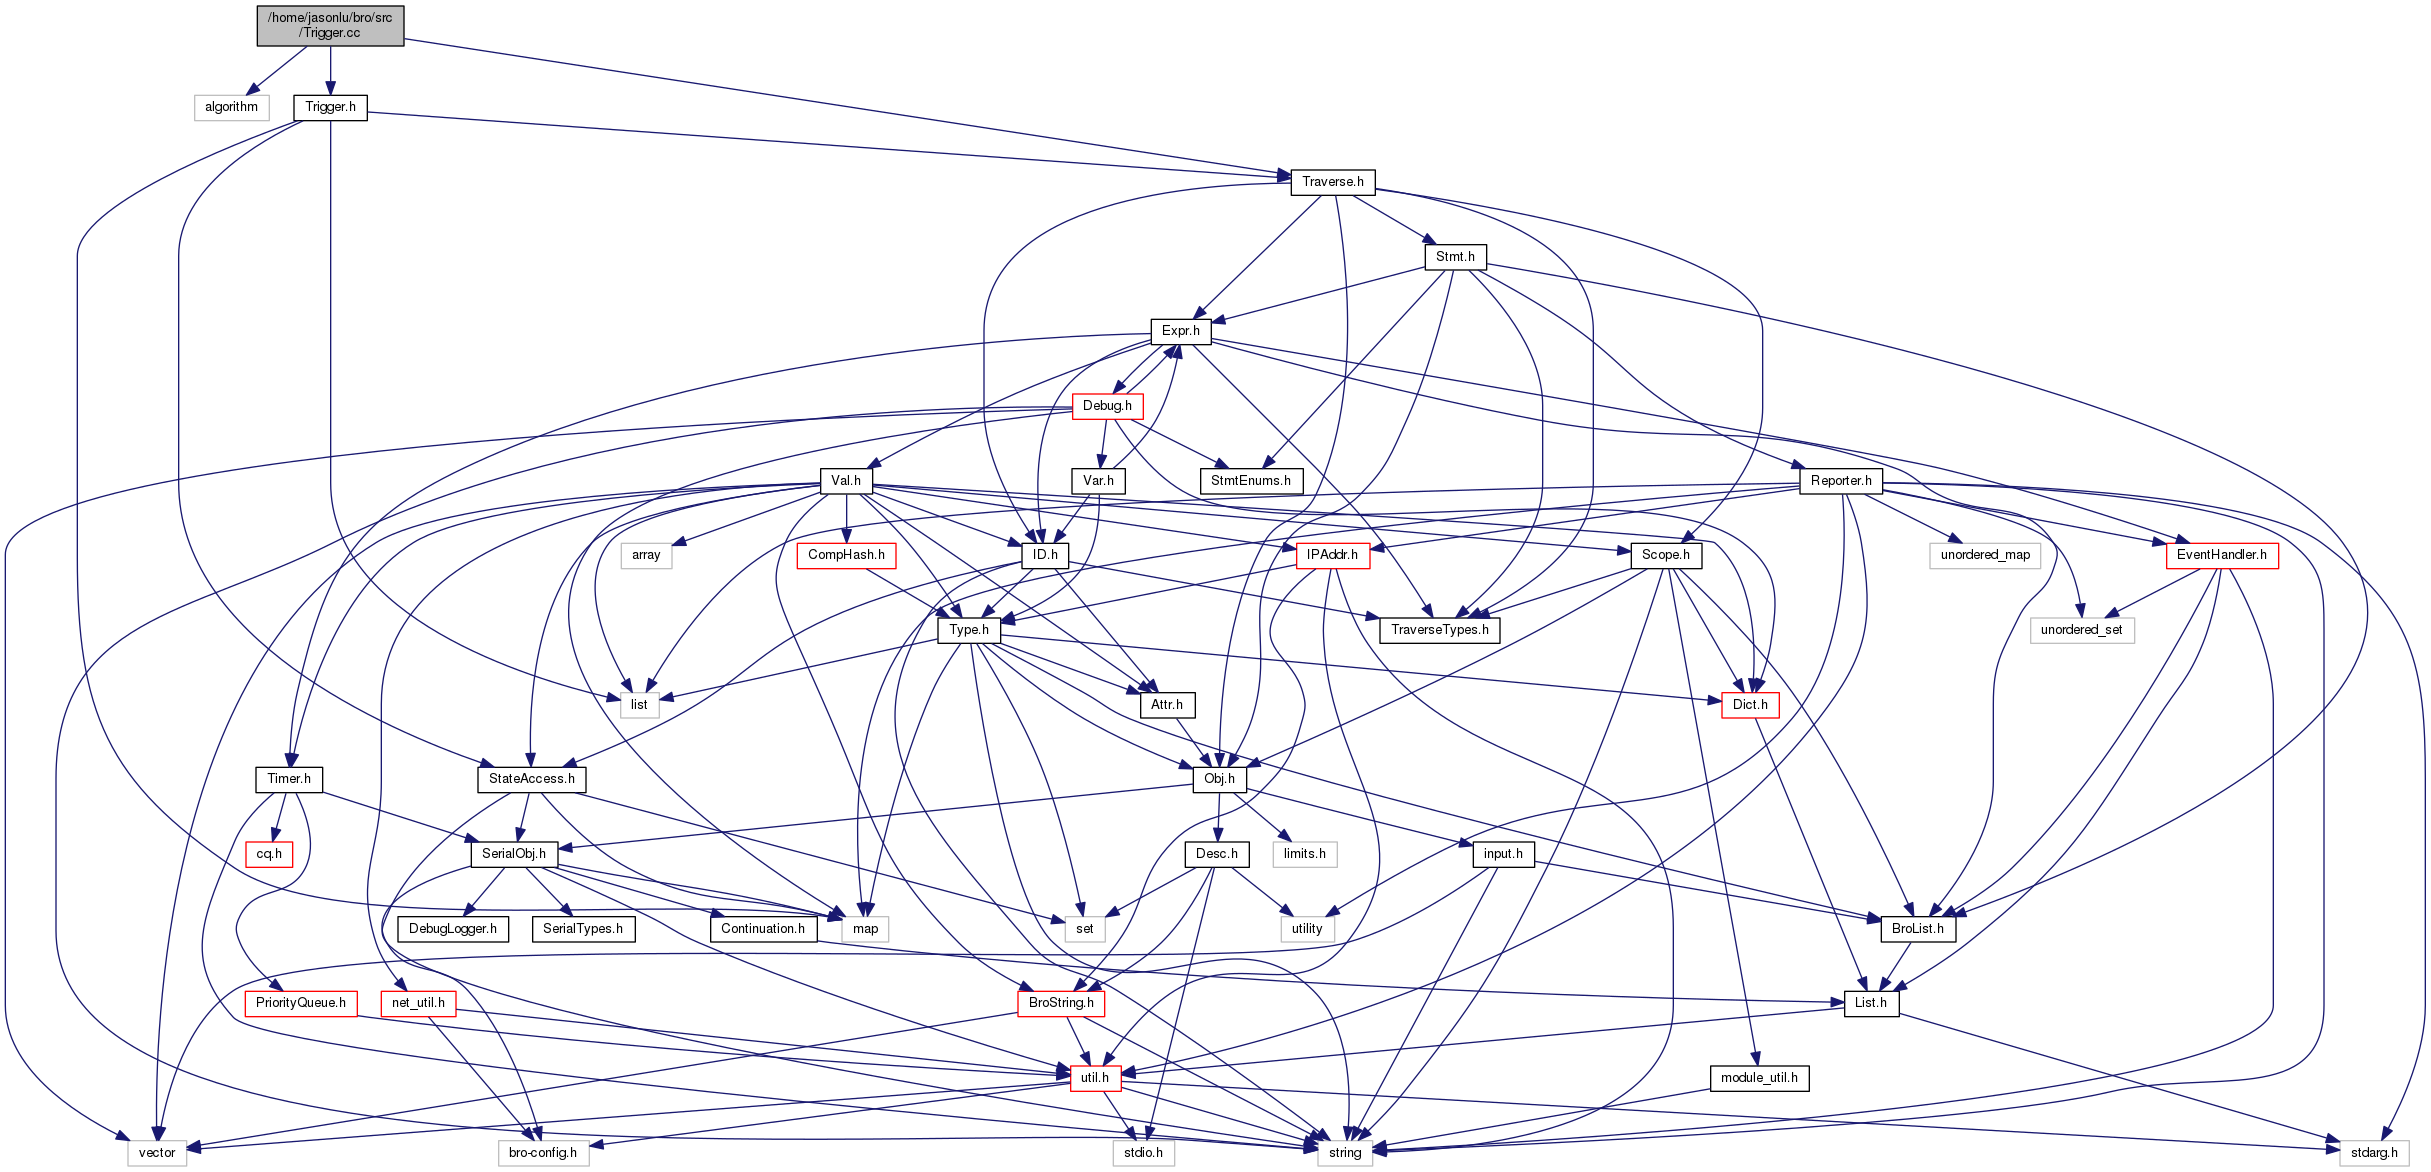 /home/jasonlu/bro/src
/Trigger.cc
algorithm
Trigger.h
Traverse.h
Stmt.h
Expr.h
Debug.h
Val.h
Var.h
StmtEnums.h
Reporter.h
array
CompHash.h
ID.h
IPAddr.h
Scope.h
unordered_map
EventHandler.h
Type.h
TraverseTypes.h
unordered_set
list
Attr.h
Dict.h
Timer.h
StateAccess.h
Obj.h
cq.h
SerialObj.h
Desc.h
limits.h
input.h
DebugLogger.h
SerialTypes.h
Continuation.h
map
set
utility
BroList.h
PriorityQueue.h
net_util.h
BroString.h
List.h
util.h
module_util.h
vector
bro-config.h
stdio.h
string
stdarg.h